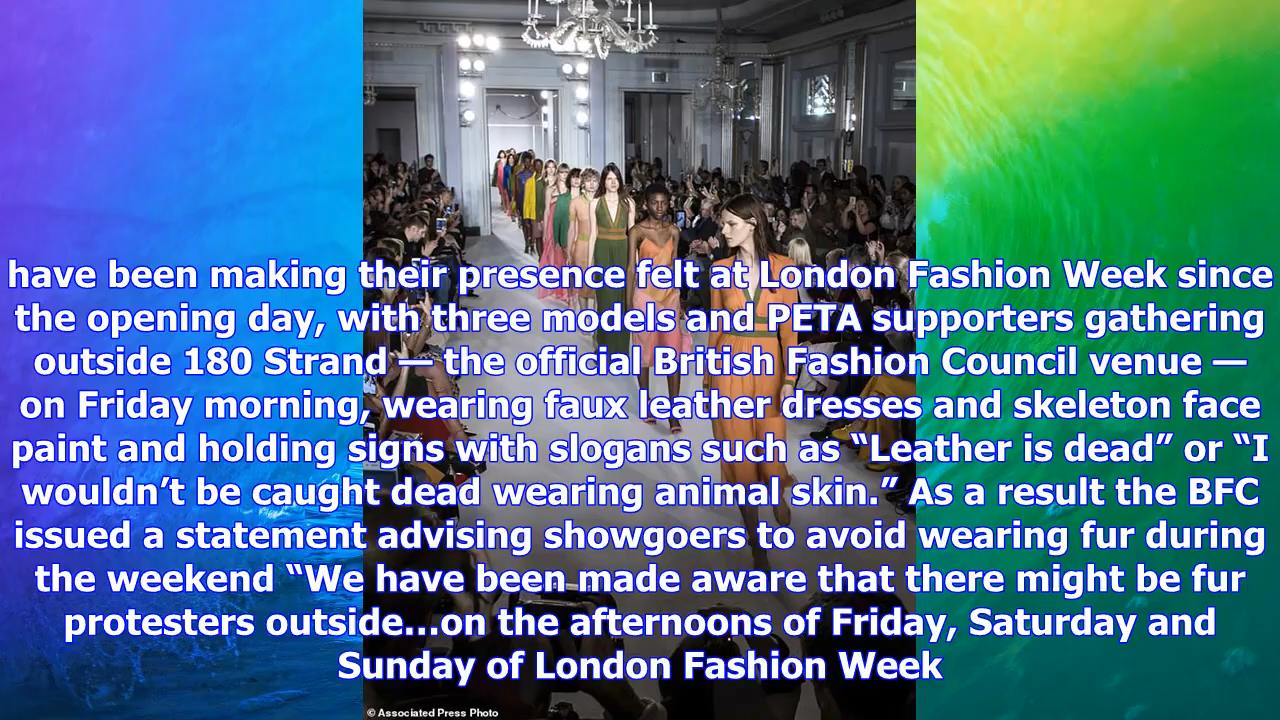 have been making their presence felt at London Fashion Week since
the opening day, with three models and PETA supporters gathering
outside 180 Strand — the official British Fashion Council venue —
on Friday morning, wearing faux leather dresses and skeleton face
paint and holding signs with slogans such as “Leather is dead” or “I
wouldn’t be caught dead wearing animal skin.” As a result the BFC
issued a statement advising showgoers to avoid wearing fur during
the weekend “We have been made aware that there might be fur
protesters outside...on the afternoons of Friday, Saturday and
Sunday of London Fashion Week
© Associated Press Photo